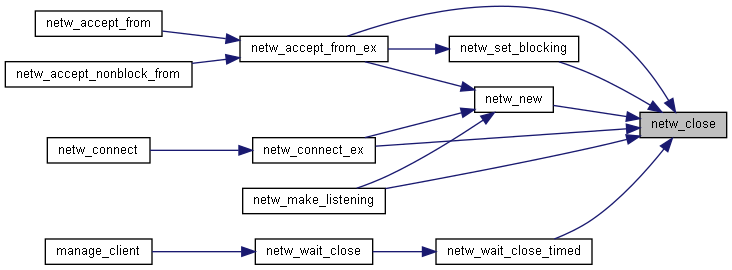 netw_accept_from
netw_accept_from_ex
netw_set_blocking
netw_accept_nonblock_from
netw_new
netw_close
netw_connect
netw_connect_ex
netw_make_listening
manage_client
netw_wait_close
netw_wait_close_timed